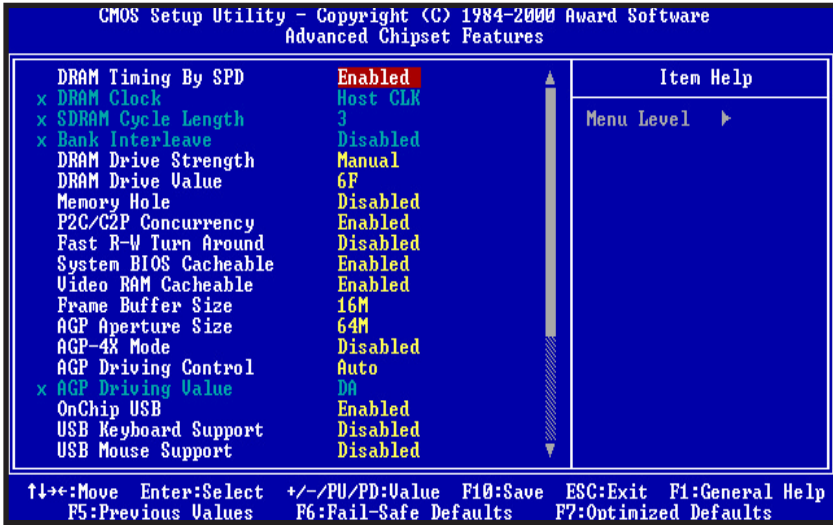 CMOS Setup Utility - Copyright (C) 1984-2000 Award Software
Advanced Chipset Features
DRAM Timing By SPD Enabled
x DRAM Clock Host CLK
x SDRAM Cycle Length 3
x Bank Interleave Disabled
DRAM Drive Strength Manual
DRAM Drive Value 6F
Memory Hole Disabled
P2C/C2P Concurrency Enabled
Fast R-W Turn Around Disabled
System BIOS Cacheable Enabled
Video RAM Cacheable Enabled
Frame Buffer Size 16M
AGP Aperture Size 64M
AGP-4X Mode Disabled
AGP Driving Control Auto
x AGP Driving Value DA
OnChip USB Enabled
USB Keyboard Support Disabled
USB Mouse Support Disabled
Item Help
Menu Level ▶
↑↓→←:Move Enter:Select +/-/PU/PD:Value F10:Save ESC:Exit F1:General Help
F5:Previous Values F6:Fail-Safe Defaults F7:Optimized Defaults